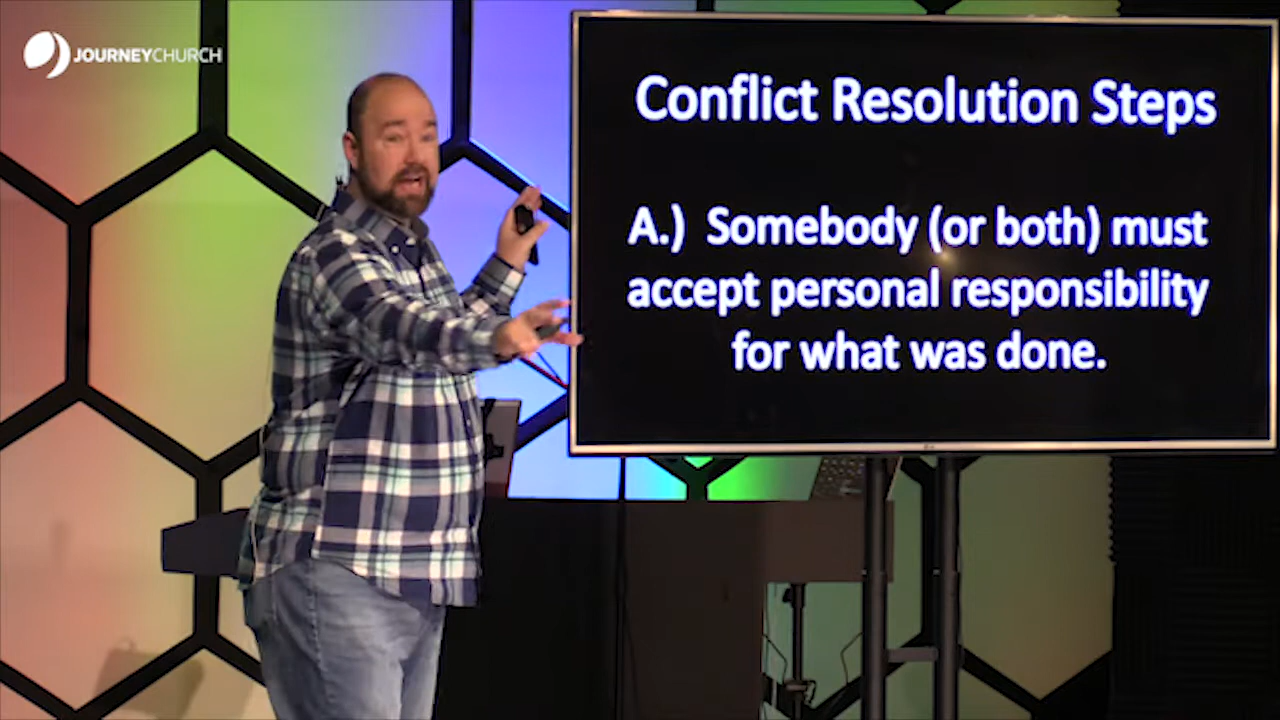 JOURNEYCHURCH
Conflict Resolution Steps
A.) Somebody (or both) must
accept personal responsibility
for what was done.